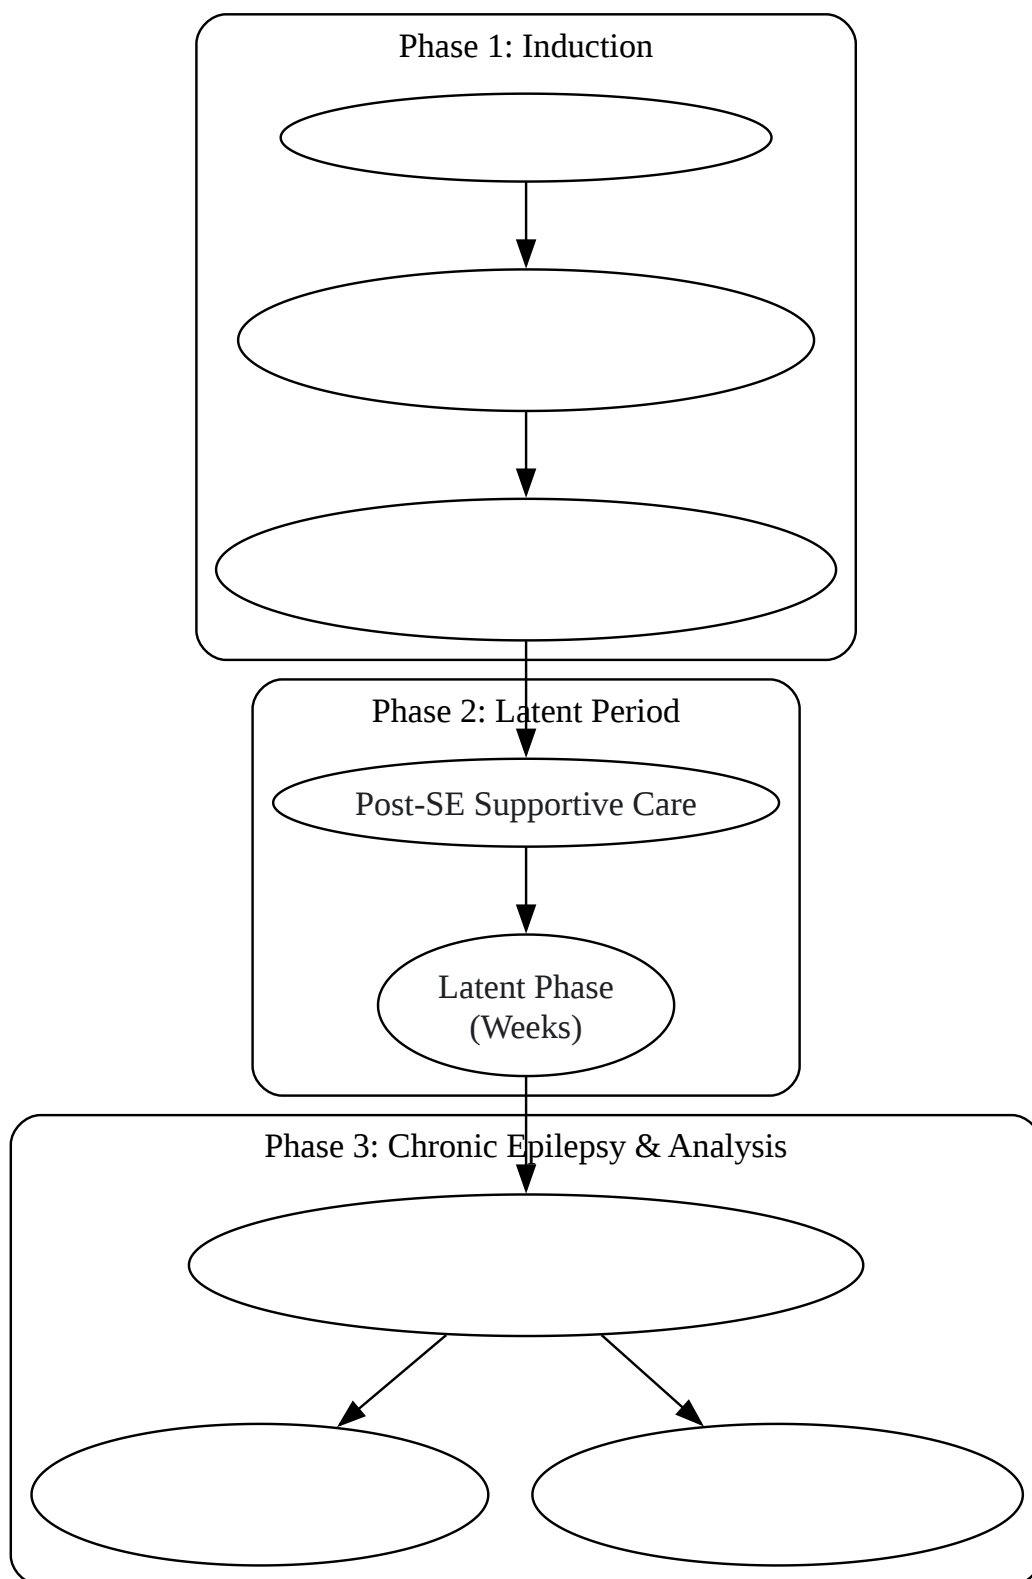 Phase 1: Induction
Phase 2: Latent Period
Post-SE Supportive Care
Latent Phase
(Weeks)
Phase 3: Chronic Epilepsy & Analysis